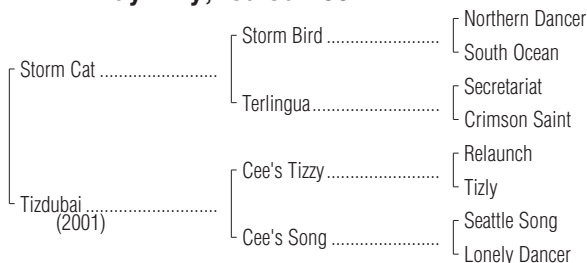 Northern Dancer
Storm Bird ........................
South Ocean
Storm Cat .........................
Secretariat
Terlingua ...........................
Crimson Saint
Relaunch
Cee's Tizzy ........................
Tizly
Tizdubai ............................
(2001)
Seattle Song
Cee's Song .......................
Lonely Dancer